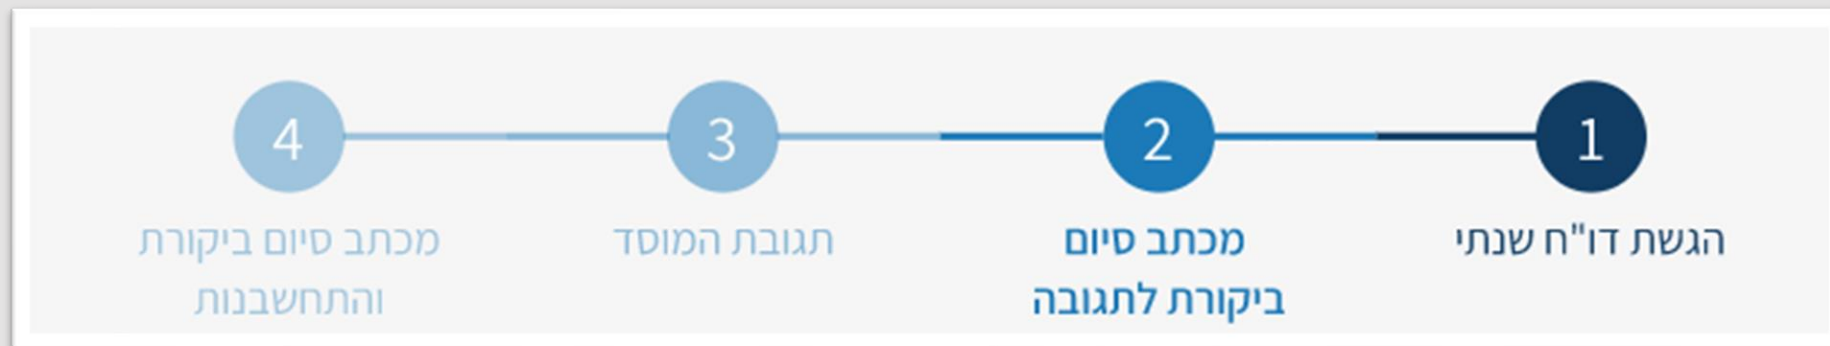 1
הגשת דו"ח שנתי
2
מכתב סיום
ביקורת לתגובה
3
תגובת המוסד
4
מכתב סיום ביקורת
והתחשבנות